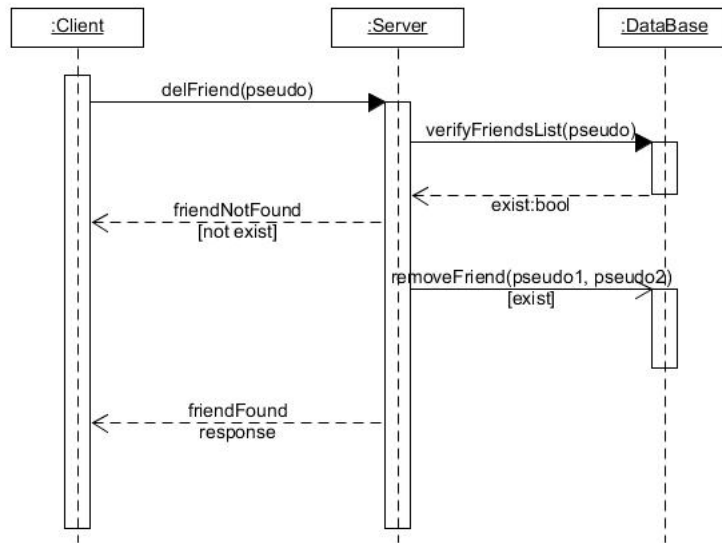 :Client
:Server
:DataBase
delFriend(pseudo)
verifyFriendsList(pseudo)
exist:bool
friendNotFound
[not exist]
removeFriend(pseudo1, pseudo2)
[exist]
friendFound
response